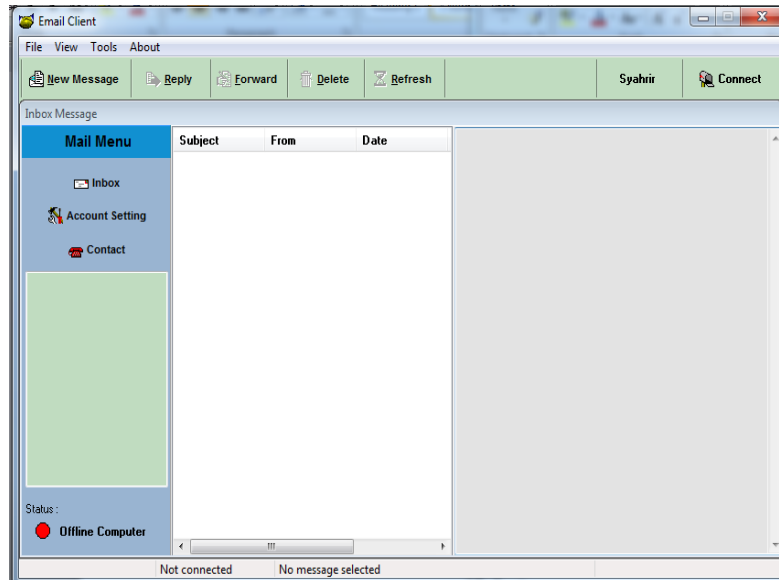 Email Client
File View Tools About
New Message Reply Forward Delete Refresh Syahrir Connect
Inbox Message
Mail Menu Subject From Date
Inbox
Account Setting
Contact
Status :
Offline Computer
Not connected No message selected